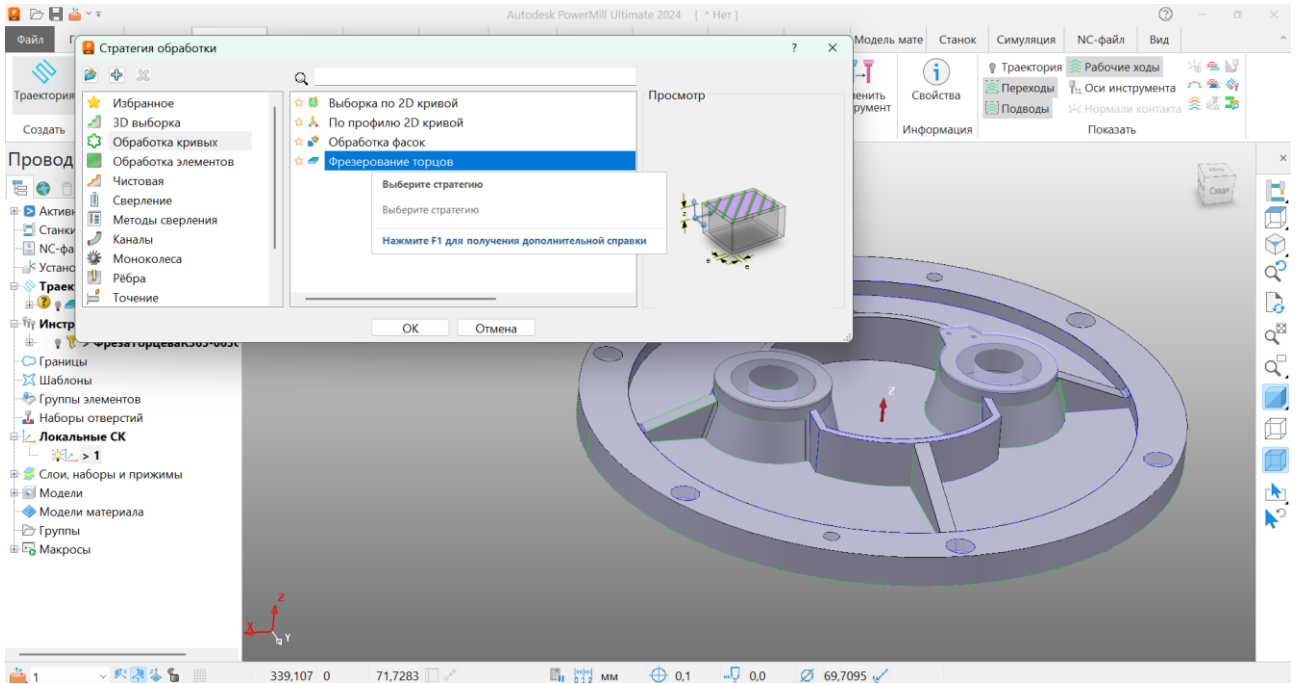 Autodesk PowerMill Ultimate 2024 [ * Нет ]
Файл
Модель мате Станок Симуляция NC-файл Вид
Стратегия обработки
Траектория
Создать
Избранное
3D выборка
Обработка кривых
Обработка элементов
Чистовая
Сверление
Методы сверления
Каналы
Моноколеса
Рёбра
Точение
Выборка по 2D кривой
По профилю 2D кривой
Обработка фасок
Фрезерование торцов
Выберите стратегию
Выберите стратегию
Нажмите F1 для получения дополнительной справки
Просмотр
z
e
e
ОК Отмена
Свойства
Информация
Траектория Рабочие ходы
Переходы Оси инструмента
Подводы Нормали контакта
Показать
Провод
Актив
Станки
NC-фа
Устано
Траек
Инстр
Границы
Шаблоны
Группы элементов
Наборы отверстий
Локальные СК
> 1
Слои, наборы и прижимы
Модели
Модели материала
Группы
Макросы
Z
Z
X
Y
1 339,107 0 71,7283 мм 0,1 0,0 69,7095